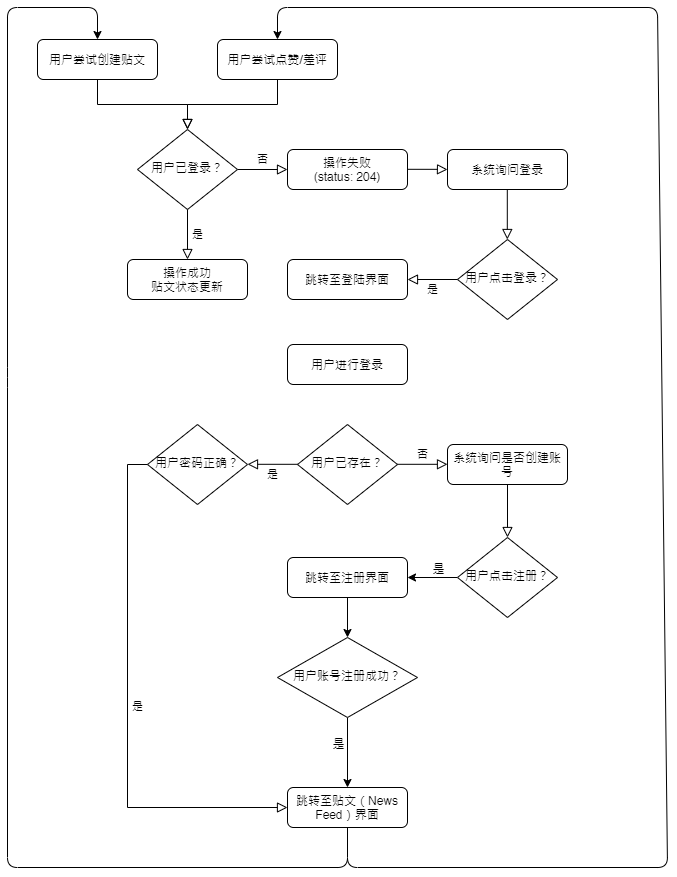 用户尝试创建贴文
用户尝试点赞/差评
用户已登录？
否
操作失败
(status: 204)
系统询问登录
是
操作成功
贴文状态更新
跳转至登陆界面
是
用户点击登录？
用户进行登录
用户密码正确？
是
用户已存在？
否
系统询问是否创建账
号
跳转至注册界面
是
用户点击注册？
用户账号注册成功？
是
是
跳转至贴文（News
Feed）界面